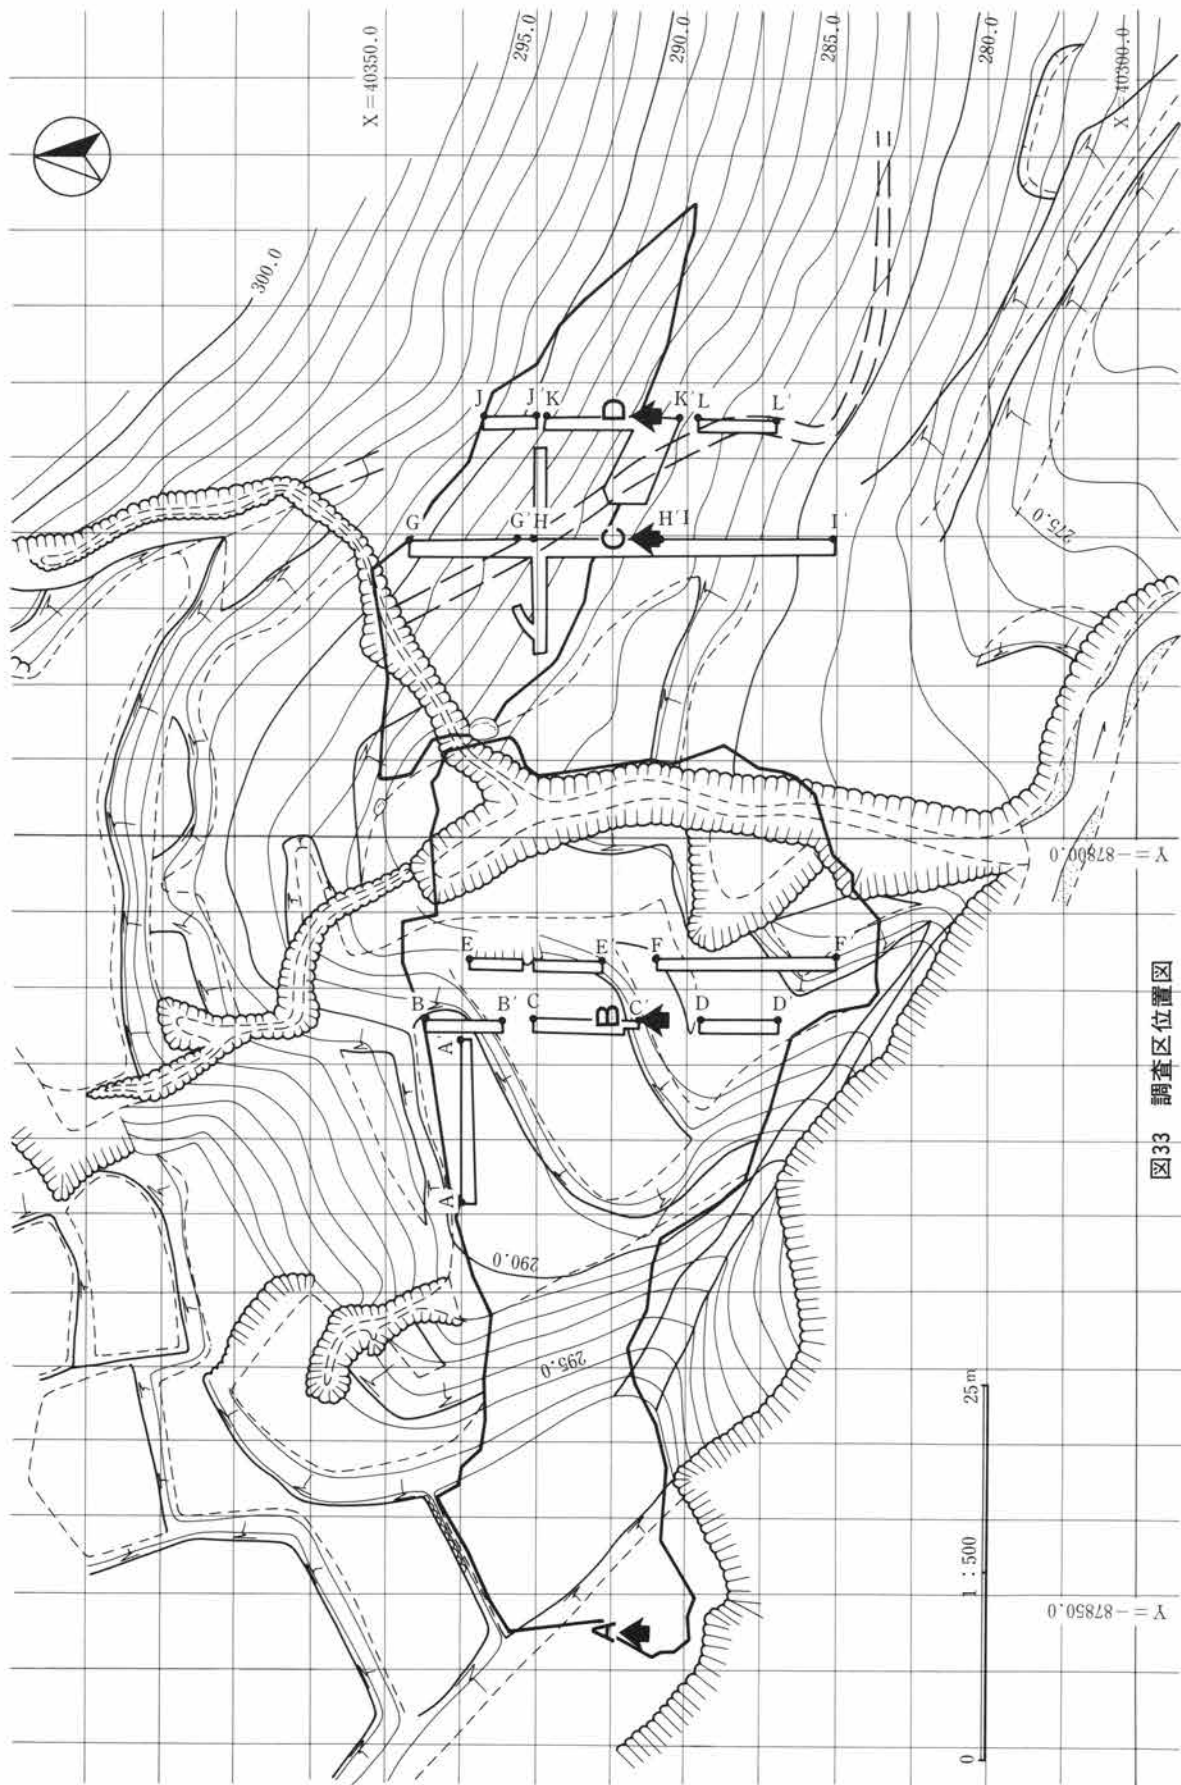 X＝40350.0
295.0
290.0
285.0
280.0
X＝40300.0
300.0
275.0
J
J'
K
D
K'
L
L'
G
G'
H
C
H'I
I'
Y＝−87800.0
E
E'
F
F'
B
B'
C
B
C'
D
D'
A'
A
290.0
295.0
A
Y＝−87850.0
0
1：500
25m
図33　調査区位置図